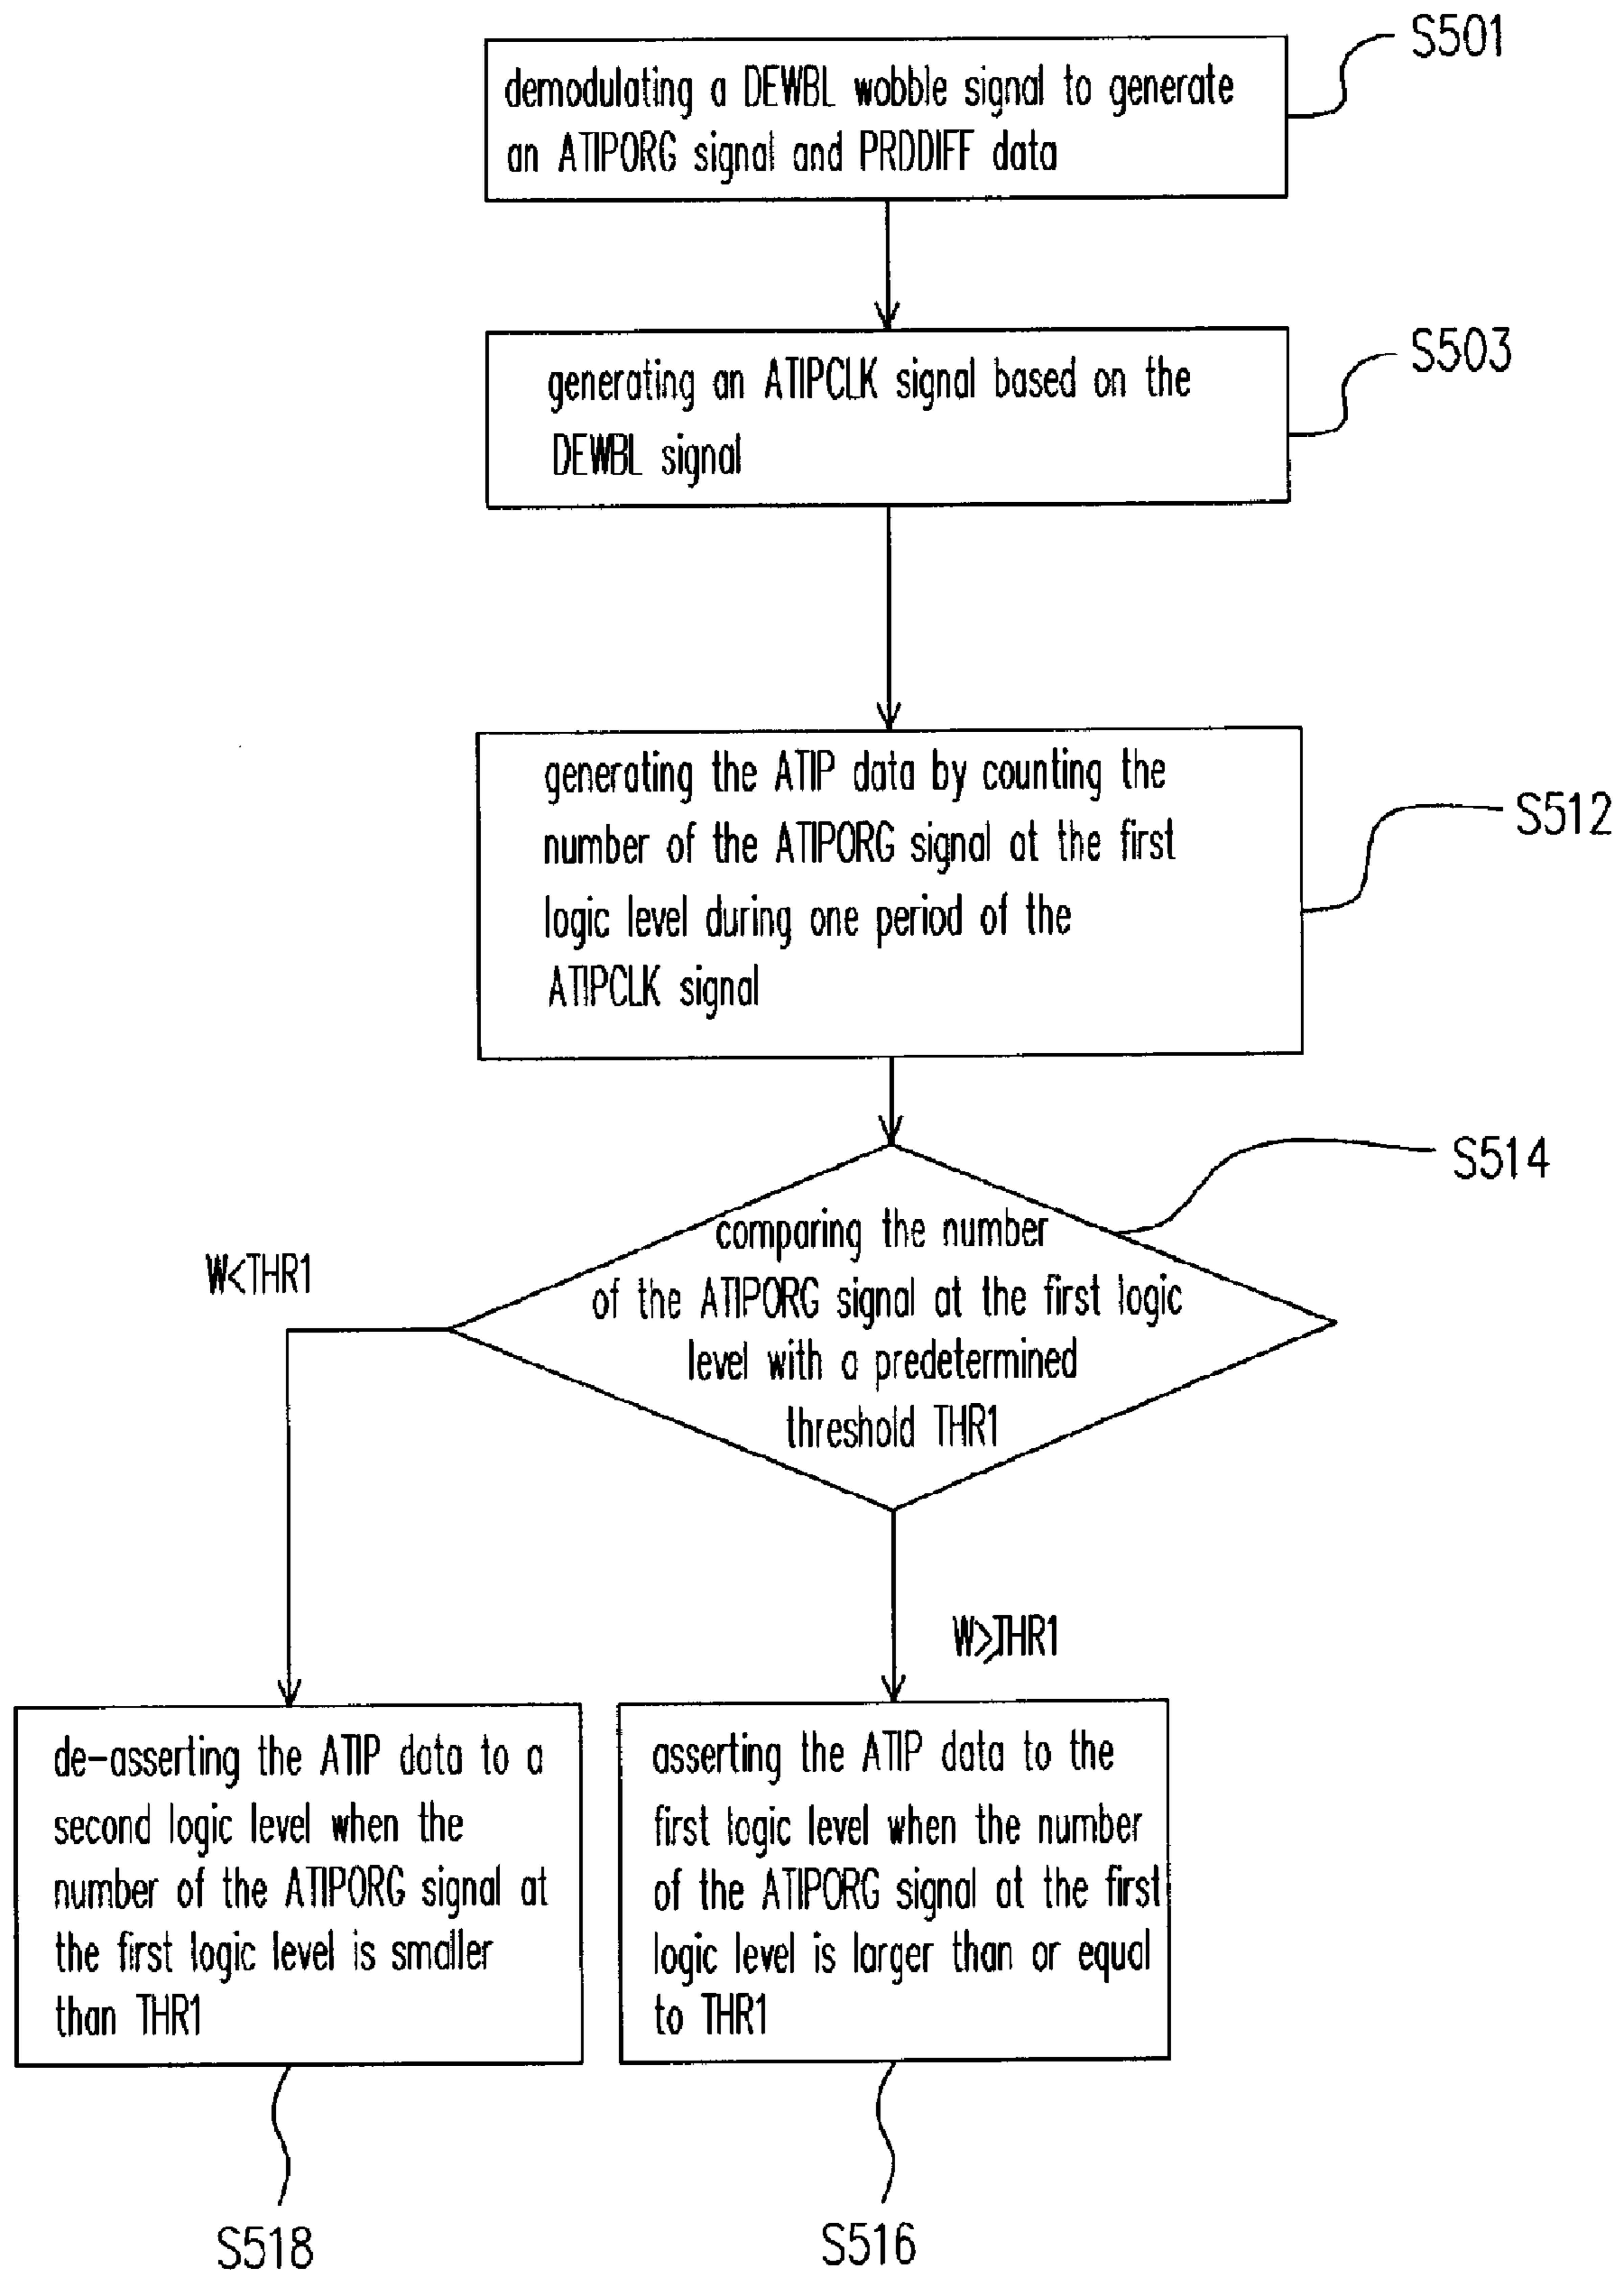 S501
demodulating a DEWBL wobble signal to generate
an ATIPORG signal and PRDDIFF data
S503
generating an ATIPCLK signal based on the
DEWBL signal
generating the ATIP data by counting the
number of the ATIPORG signal at the first
logic level during one period of the
ATIPCLK signal
S512
S514
comparing the number
of the ATIPORG signal at the first logic
level with a predetermined
threshold THR1
W<THR1
W≥THR1
de-asserting the ATIP data to a
second logic level when the
number of the ATIPORG signal at
the first logic level is smaller
than THR1
asserting the ATIP data to the
first logic level when the number
of the ATIPORG signal at the first
logic level is larger than or equal
to THR1
S518
S516